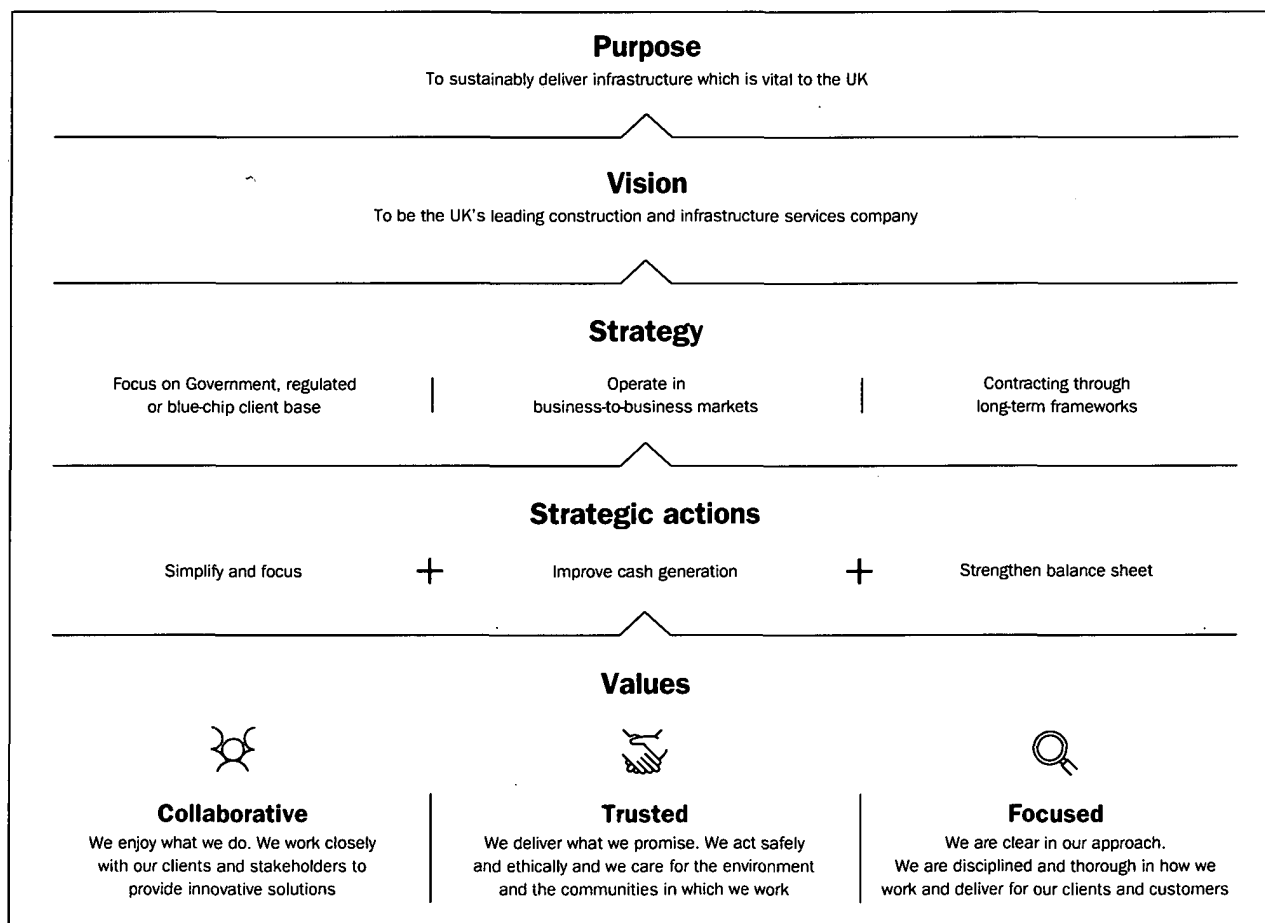 Purpose
To sustainably deliver infrastructure which is vital to the UK
Vision
To be the UK's leading construction and infrastructure services company
Strategy
Focus on Government, regulated
or blue-chip client base
Operate in
business-to-business markets
Contracting through
long-term frameworks
Strategic actions
Simplify and focus
+
Improve cash generation
+
Strengthen balance sheet
Values
Collaborative
We enjoy what we do. We work closely
with our clients and stakeholders to
provide innovative solutions
Trusted
We deliver what we promise. We act safely
and ethically and we care for the environment
and the communities in which we work
Focused
We are clear in our approach.
We are disciplined and thorough in how we
work and deliver for our clients and customers